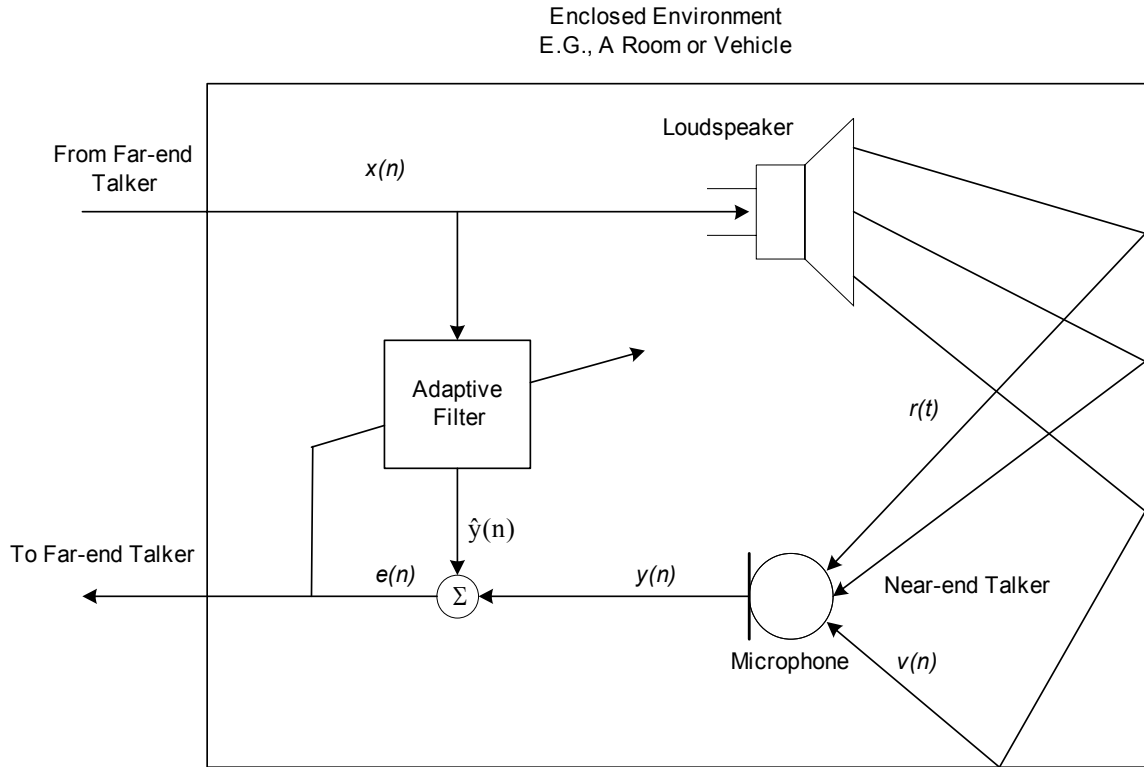 Enclosed Environment
E.G., A Room or Vehicle
Loudspeaker
From Far-end
Talker
x(n)
Adaptive
Filter
r(t)
ŷ(n)
To Far-end Talker
e(n)
Σ
y(n)
Near-end Talker
Microphone
v(n)